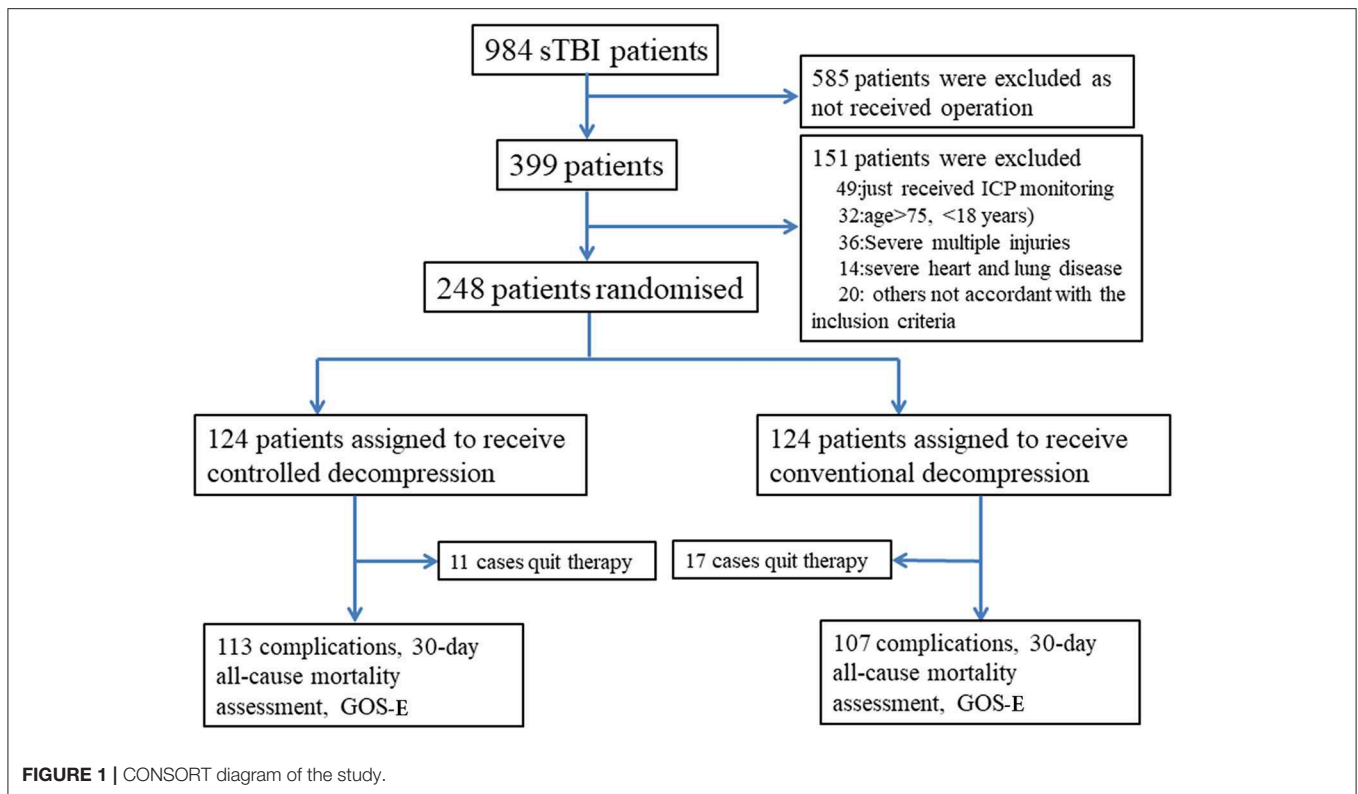 984 sTBI patients
585 patients were excluded as
not received operation
399 patients
151 patients were excluded
49:just received ICP monitoring
32:age>75, <18 years)
36:Severe multiple injuries
14:severe heart and lung disease
20: others not accordant with the
inclusion criteria
248 patients randomised
124 patients assigned to receive
controlled decompression
124 patients assigned to receive
conventional decompression
11 cases quit therapy
17 cases quit therapy
113 complications, 30-day
all-cause mortality
assessment, GOS-E
107 complications, 30-day
all-cause mortality
assessment, GOS-E
FIGURE 1 | CONSORT diagram of the study.